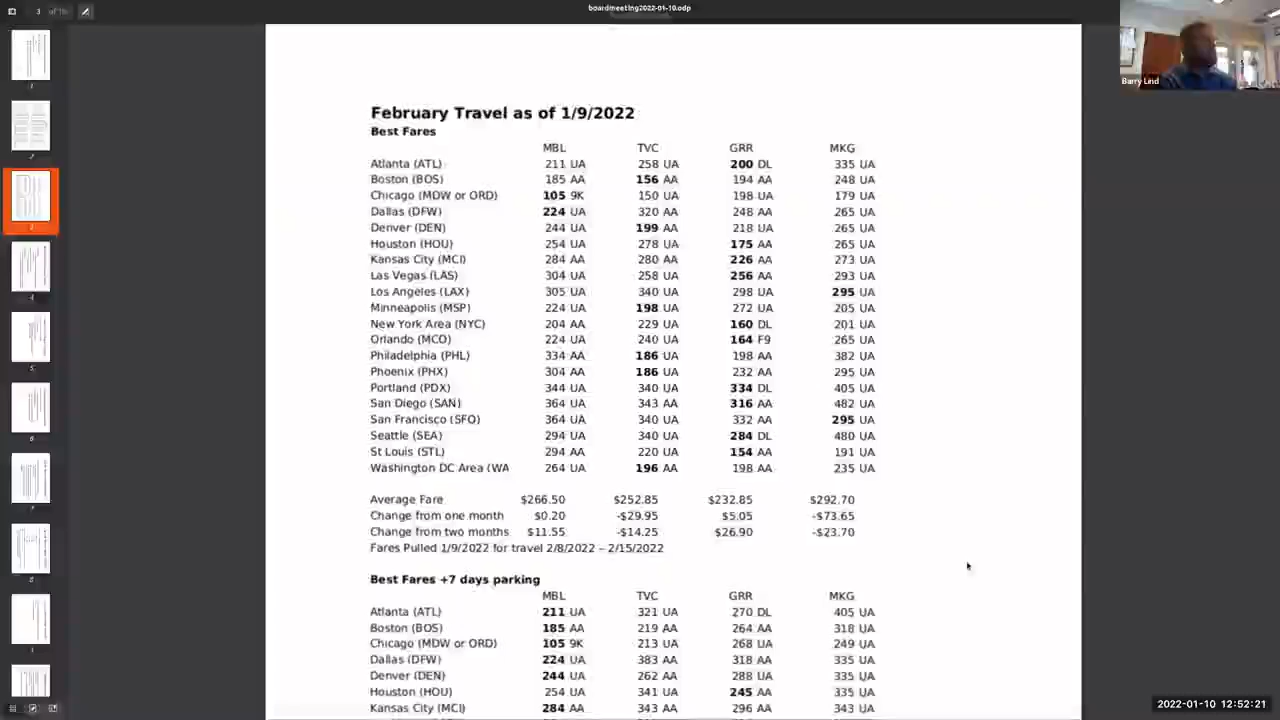 boardmeeting2022-01-10.odp
Barry Lind
February Travel as of 1/9/2022
Best Fares
MBL TVC GRR MKG
Atlanta (ATL) 211 UA 258 UA 200 DL 335 UA
Boston (BOS) 185 AA 156 AA 194 AA 248 UA
Chicago (MDW or ORD) 105 9K 150 UA 198 UA 179 UA
Dallas (DFW) 224 UA 320 AA 248 AA 265 UA
Denver (DEN) 244 UA 199 AA 218 UA 265 UA
Houston (HOU) 254 UA 278 UA 175 AA 265 UA
Kansas City (MCI) 284 AA 280 AA 226 AA 273 UA
Las Vegas (LAS) 304 UA 258 UA 256 AA 293 UA
Los Angeles (LAX) 305 UA 340 UA 298 UA 295 UA
Minneapolis (MSP) 224 UA 198 UA 272 UA 205 UA
New York Area (NYC) 204 AA 229 UA 160 DL 201 UA
Orlando (MCO) 224 UA 240 UA 164 F9 265 UA
Philadelphia (PHL) 334 AA 186 UA 198 AA 382 UA
Phoenix (PHX) 304 AA 186 UA 232 AA 295 UA
Portland (PDX) 344 UA 340 UA 334 DL 405 UA
San Diego (SAN) 364 UA 343 AA 316 AA 482 UA
San Francisco (SFO) 364 UA 340 UA 332 AA 295 UA
Seattle (SEA) 294 UA 340 UA 284 DL 480 UA
St Louis (STL) 294 AA 220 UA 154 AA 191 UA
Washington DC Area (WA 264 UA 196 AA 198 AA 235 UA
Average Fare $266.50 $252.85 $232.85 $292.70
Change from one month $0.20 -$29.95 $5.05 -$73.65
Change from two months $11.55 -$14.25 $26.90 -$23.70
Fares Pulled 1/9/2022 for travel 2/8/2022 – 2/15/2022
Best Fares +7 days parking
MBL TVC GRR MKG
Atlanta (ATL) 211 UA 321 UA 270 DL 405 UA
Boston (BOS) 185 AA 219 AA 264 AA 318 UA
Chicago (MDW or ORD) 105 9K 213 UA 268 UA 249 UA
Dallas (DFW) 224 UA 383 AA 318 AA 335 UA
Denver (DEN) 244 UA 262 AA 288 UA 335 UA
Houston (HOU) 254 UA 341 UA 245 AA 335 UA
Kansas City (MCI) 284 AA 343 AA 296 AA 343 UA
2022-01-10 12:52:21